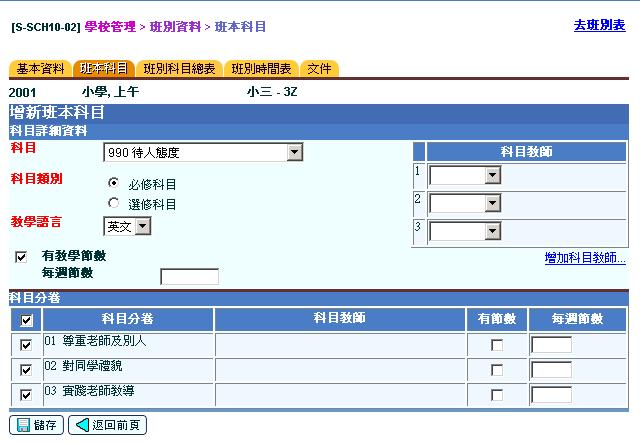 [S-SCH10-02] 學校管理 > 班別資料 > 班本科目 去班別表
基本資料 班本科目 班別科目總表 班別時間表 文件
2001 小學, 上午 小三 - 3Z
增新班本科目
科目詳細資料
科目 990 待人態度
科目教師
1
2
3
科目類別 必修科目
選修科目
教學語言 英文
有教學節數
每週節數
增加科目教師...
科目分卷
科目分卷 科目教師 有節數 每週節數
01 尊重老師及別人
02 對同學禮貌
03 實踐老師教導
儲存 返回前頁